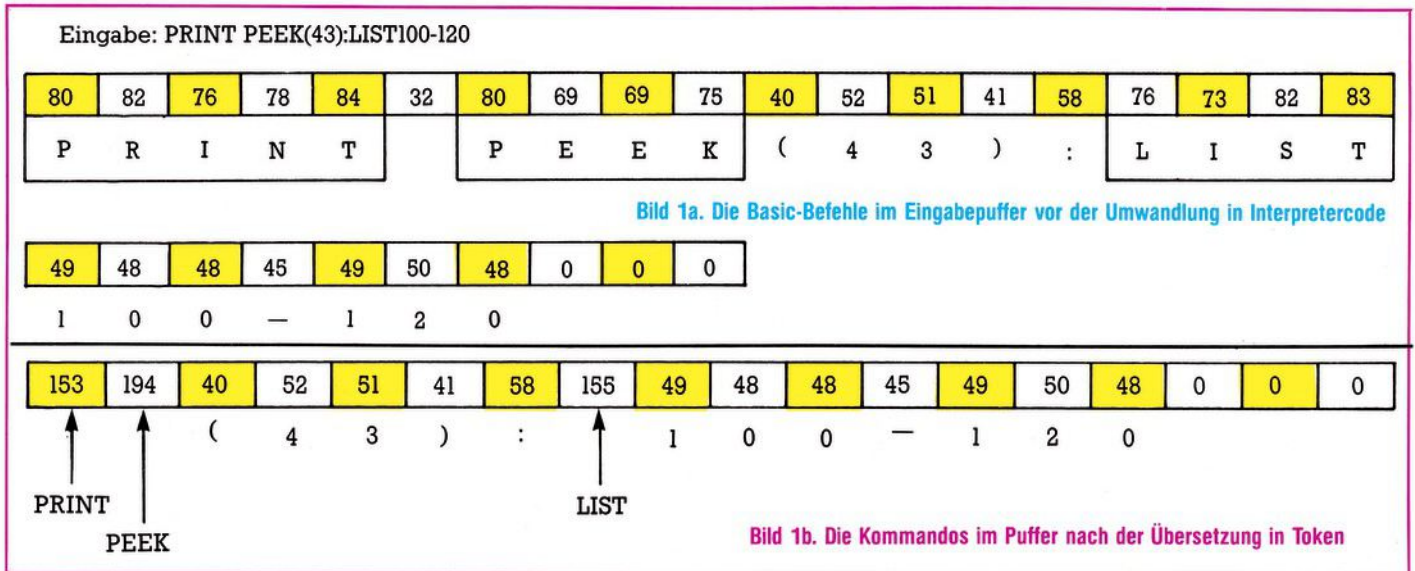 Eingabe: PRINT PEEK(43):LIST100-120
80 82 76 78 84 32 80 69 69 75 40 52 51 41 58 76 73 82 83
P R I N T P E E K ( 4 3 ) : L I S T
Bild 1a. Die Basic-Befehle im Eingabepuffer vor der Umwandlung in Interpretercode
49 48 48 45 49 50 48 0 0 0
1 0 0 — 1 2 0
153 194 40 52 51 41 58 155 49 48 48 45 49 50 48 0 0 0
( 4 3 ) : 1 0 0 — 1 2 0
PRINT LIST
PEEK
Bild 1b. Die Kommandos im Puffer nach der Übersetzung in Token